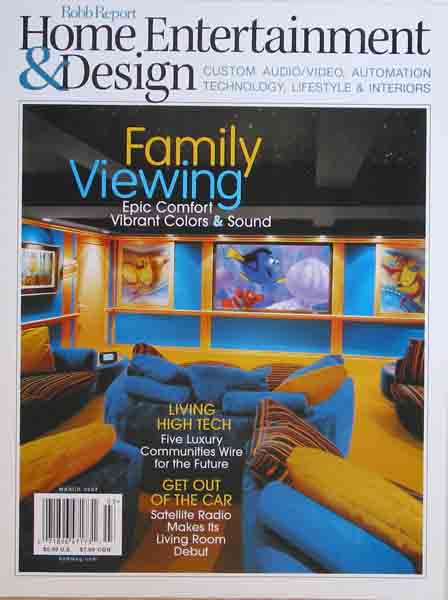 Robb Report
Home Entertainment
& Design
CUSTOM AUDIO/VIDEO, AUTOMATION
TECHNOLOGY, LIFESTYLE & INTERIORS
Family
Viewing
Epic Comfort
Vibrant Colors & Sound
LIVING
HIGH TECH
Five Luxury
Communities Wire
for the Future
GET OUT
OF THE CAR
Satellite Radio
Makes Its
Living Room
Debut
MARCH